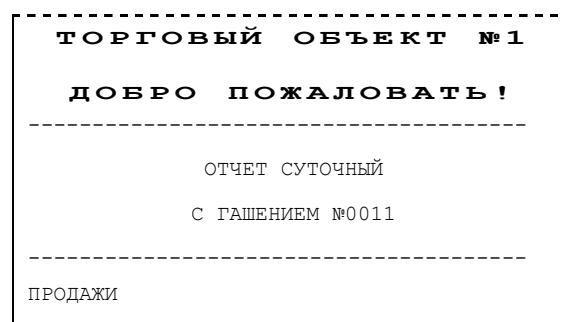 ТОРГОВЫЙ ОБЪЕКТ №1
ДОБРО ПОЖАЛОВАТЬ!
---------------------------------------
ОТЧЕТ СУТОЧНЫЙ
С ГАШЕНИЕМ №0011
---------------------------------------
ПРОДАЖИ